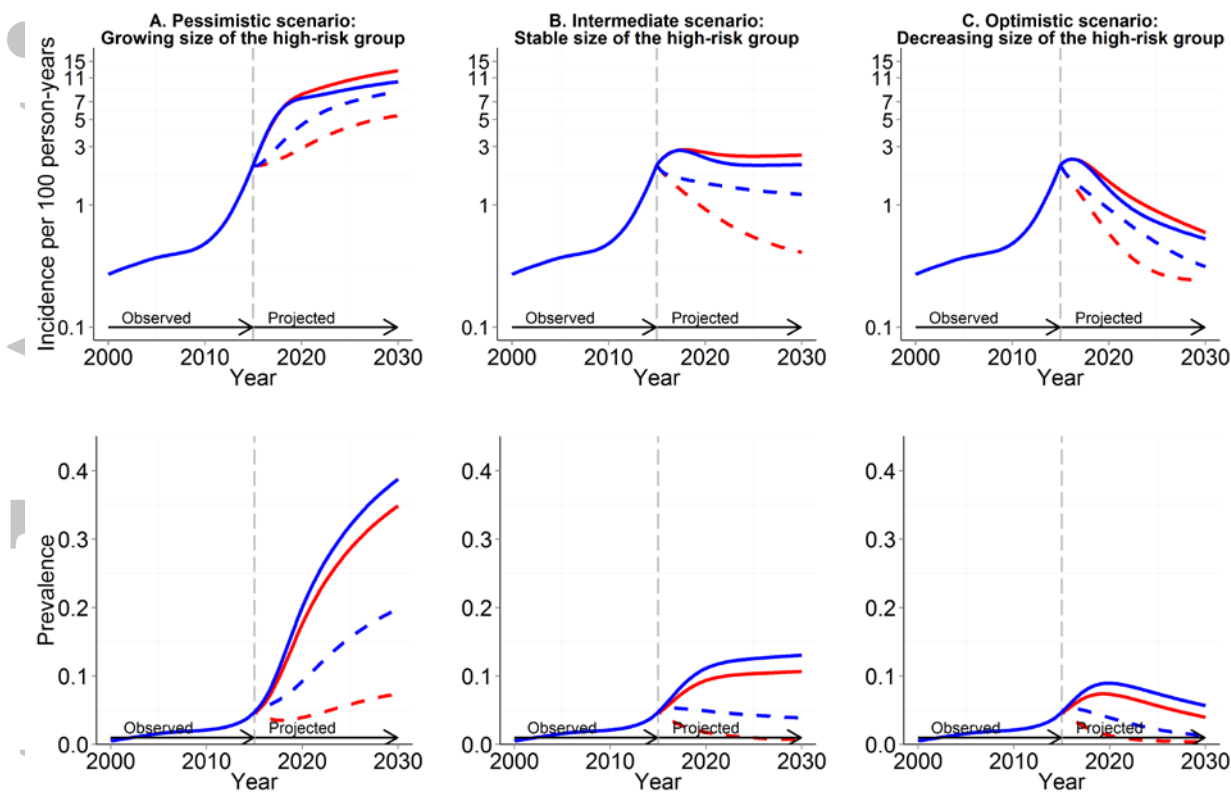 A. Pessimistic scenario:
Growing size of the high-risk group
B. Intermediate scenario:
Stable size of the high-risk group
C. Optimistic scenario:
Decreasing size of the high-risk group
Incidence per 100 person-years
15
11
7
5
3
1
0.1
Observed
Projected
2000
2010
2020
2030
Year
15
11
7
5
3
1
0.1
Observed
Projected
2000
2010
2020
2030
Year
15
11
7
5
3
1
0.1
Observed
Projected
2000
2010
2020
2030
Year
Prevalence
0.4
0.3
0.2
0.1
0.0
Observed
Projected
2000
2010
2020
2030
Year
0.4
0.3
0.2
0.1
0.0
Observed
Projected
2000
2010
2020
2030
Year
0.4
0.3
0.2
0.1
0.0
Observed
Projected
2000
2010
2020
2030
Year